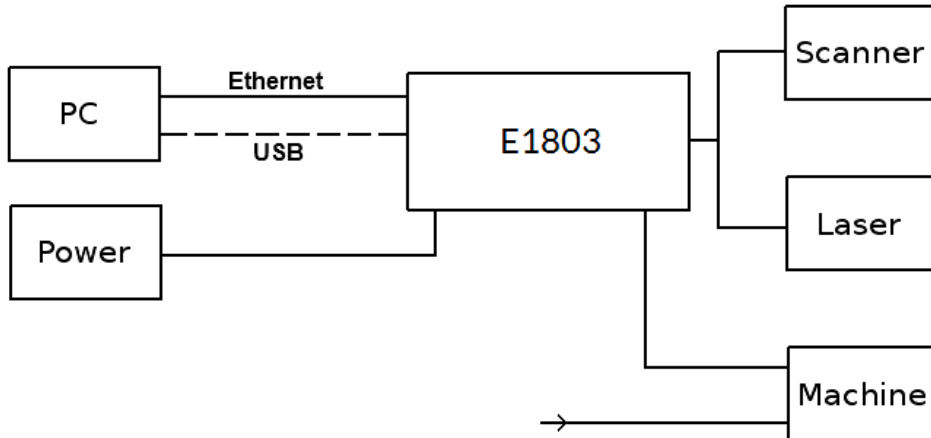 Scanner
Ethernet
PC
E1803
USB
Laser
Power
Machine